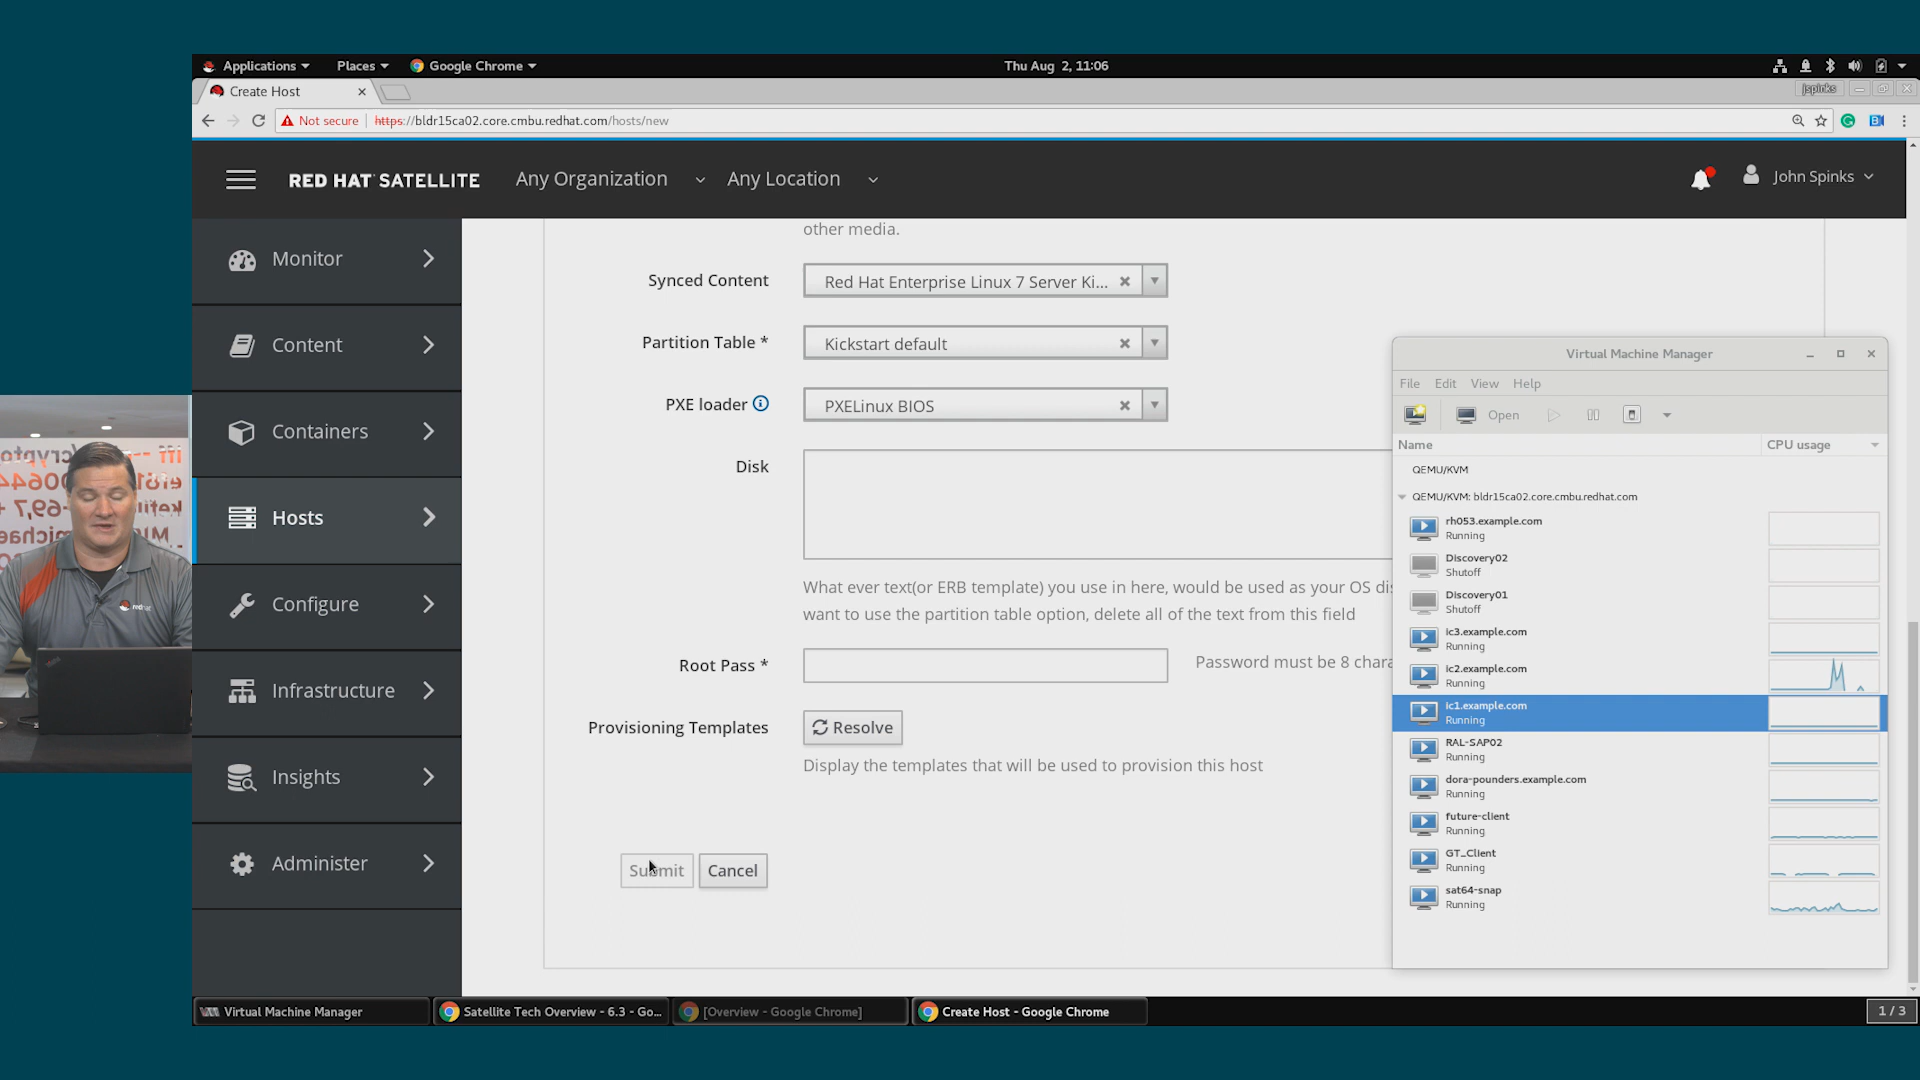 Applications
Places
Google Chrome
Thu Aug 2, 11:06
Create Host
jspinks
Not secure
https://bldr15ca02.core.cmbu.redhat.com/hosts/new
RED HAT SATELLITE
Any Organization
Any Location
John Spinks
Monitor
Content
Containers
Hosts
Configure
Infrastructure
Insights
Administer
other media.
Synced Content
Red Hat Enterprise Linux 7 Server Ki...
Partition Table *
Kickstart default
PXE loader
PXELinux BIOS
Disk
What ever text(or ERB template) you use in here, would be used as your OS dis
want to use the partition table option, delete all of the text from this field
Root Pass *
Password must be 8 chara
Provisioning Templates
Resolve
Display the templates that will be used to provision this host
Submit
Cancel
Virtual Machine Manager
File Edit View Help
Open
Name
CPU usage
QEMU/KVM
QEMU/KVM: bldr15ca02.core.cmbu.redhat.com
rh053.example.com
Running
Discovery02
Shutoff
Discovery01
Shutoff
ic3.example.com
Running
ic2.example.com
Running
ic1.example.com
Running
RAL-SAP02
Running
dora-pounders.example.com
Running
future-client
Running
GT_Client
Running
sat64-snap
Running
redhat
Virtual Machine Manager
Satellite Tech Overview - 6.3 - Go...
[Overview - Google Chrome]
Create Host - Google Chrome
1 / 3